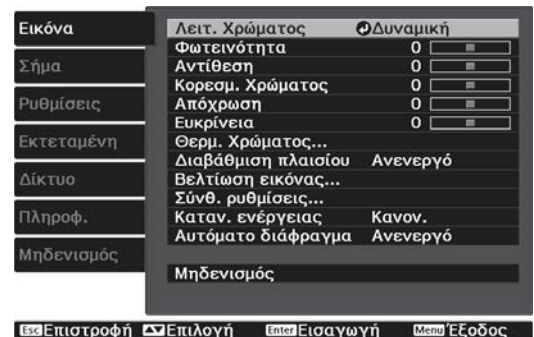 Εικόνα
Σήμα
Ρυθμίσεις
Εκτεταμένη
Δίκτυο
Πληροφ.
Μηδενισμός
Λειτ. Χρώματος Δυναμική
Φωτεινότητα 0
Αντίθεση 0
Κορεσμ. Χρώματος 0
Απόχρωση 0
Ευκρίνεια 0
Θερμ. Χρώματος...
Διαβάθμιση πλαισίου Ανενεργό
Βελτίωση εικόνας...
Σύνθ. ρυθμίσεις...
Καταν. ενέργειας Κανον.
Αυτόματο διάφραγμα Ανενεργό
Μηδενισμός
Esc Επιστροφή Επιλογή Enter Εισαγωγή Menu Έξοδος